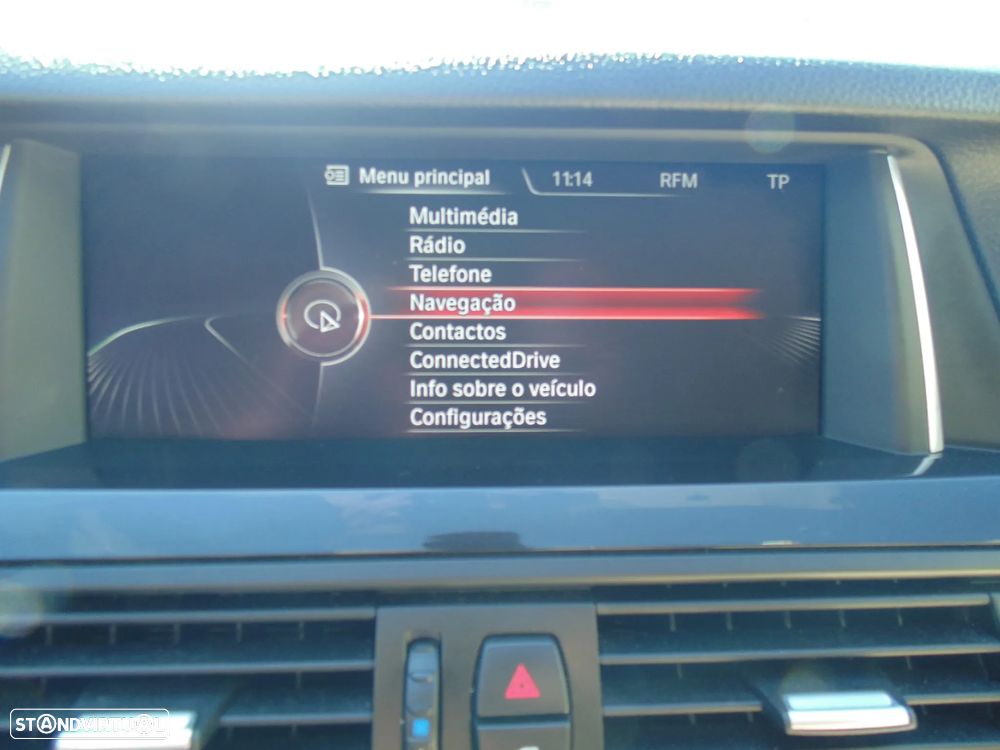 Menu principal 11:14 RFM TP
Multimédia
Rádio
Telefone
Navegação
Contactos
ConnectedDrive
Info sobre o veículo
Configurações
STANDVIRTUAL